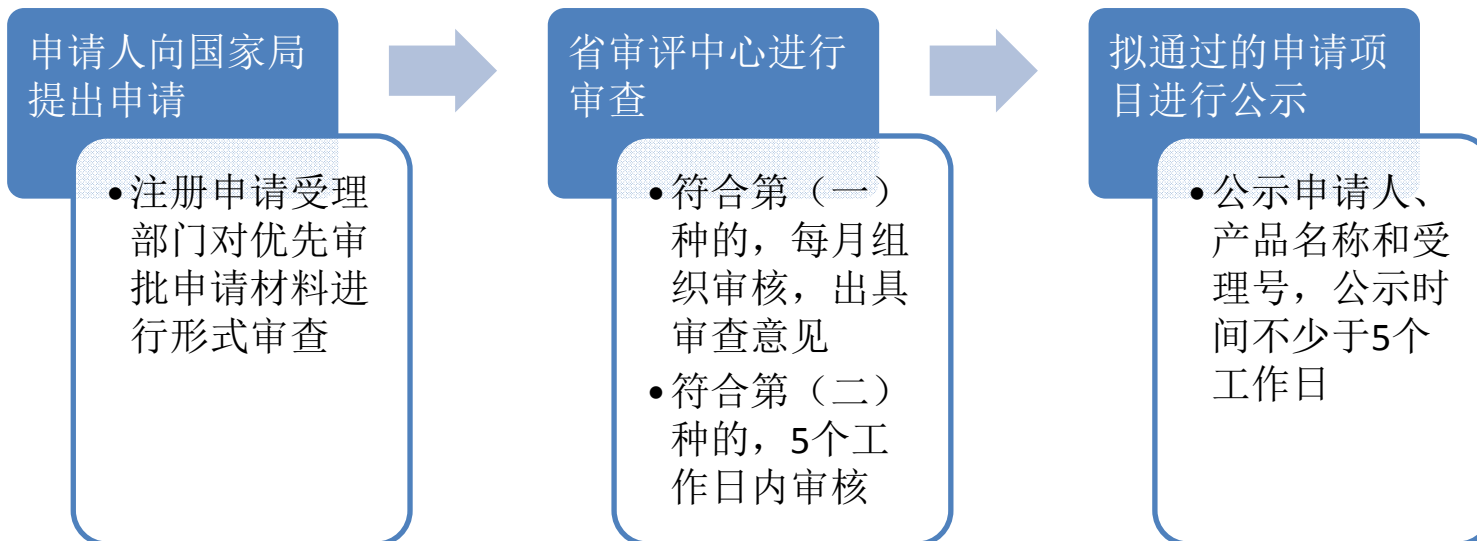 申请人向国家局
提出申请
•注册申请受理
部门对优先审
批申请材料进
行形式审查
省审评中心进行
审查
•符合第（一）
种的，每月组
织审核，出具
审查意见
•符合第（二）
种的，5个工
作日内审核
拟通过的申请项
目进行公示
•公示申请人、
产品名称和受
理号，公示时
间不少于5个
工作日